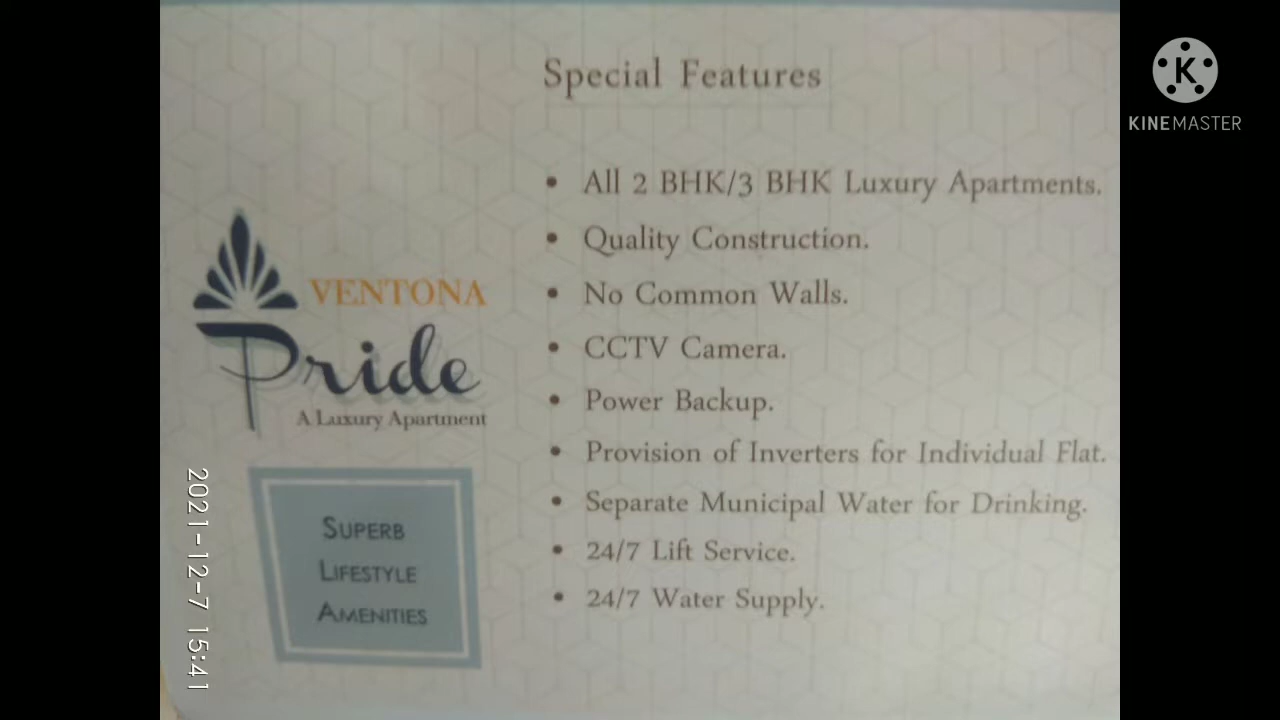 Special Features
• All 2 BHK/3 BHK Luxury Apartments.
• Quality Construction.
• No Common Walls.
• CCTV Camera.
• Power Backup.
• Provision of Inverters for Individual Flat.
• Separate Municipal Water for Drinking.
• 24/7 Lift Service.
• 24/7 Water Supply.
VENTONA
Pride
A Luxury Apartment
SUPERB
LIFESTYLE
AMENITIES
2021-12-7 15:41
K
KINEMASTER